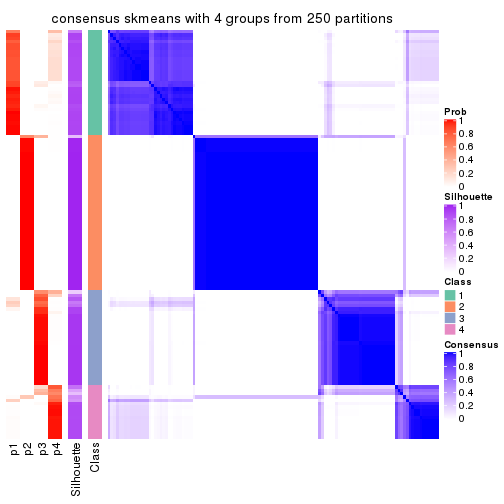 consensus skmeans with 4 groups from 250 partitions
Prob
1
0.8
0.6
0.4
0.2
0
Silhouette
1
0.8
0.6
0.4
0.2
0
Class
1
2
3
4
Consensus
1
0.8
0.6
0.4
0.2
0
p1
p2
p3
p4
Silhouette
Class